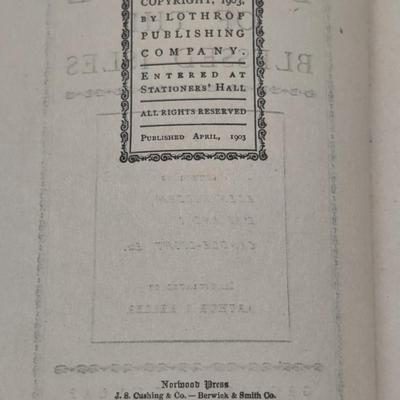 COPYRIGHT, 1903,
BY LOTHROP
PUBLISHING
COMPANY.
ENTERED AT
STATIONERS' HALL
ALL RIGHTS RESERVED
PUBLISHED APRIL, 1903
Norwood Press
J. S. Cushing & Co. — Berwick & Smith Co.